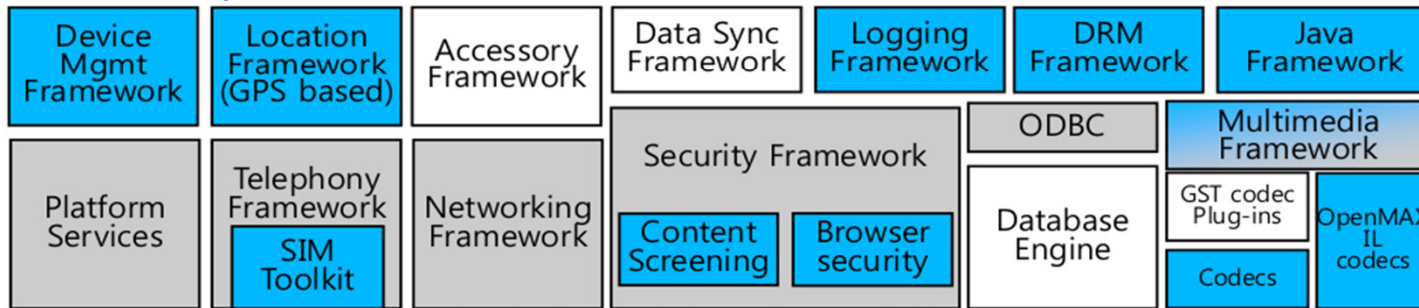 Device
Mgmt
Framework
Location
Framework
(GPS based)
Accessory
Framework
Data Sync
Framework
Logging
Framework
DRM
Framework
Java
Framework
Platform
Services
Telephony
Framework
SIM
Toolkit
Networking
Framework
Security Framework
Content
Screening
Browser
security
ODBC
Database
Engine
Multimedia
Framework
GST codec
Plug-ins
Codecs
OpenMAX
IL
codecs